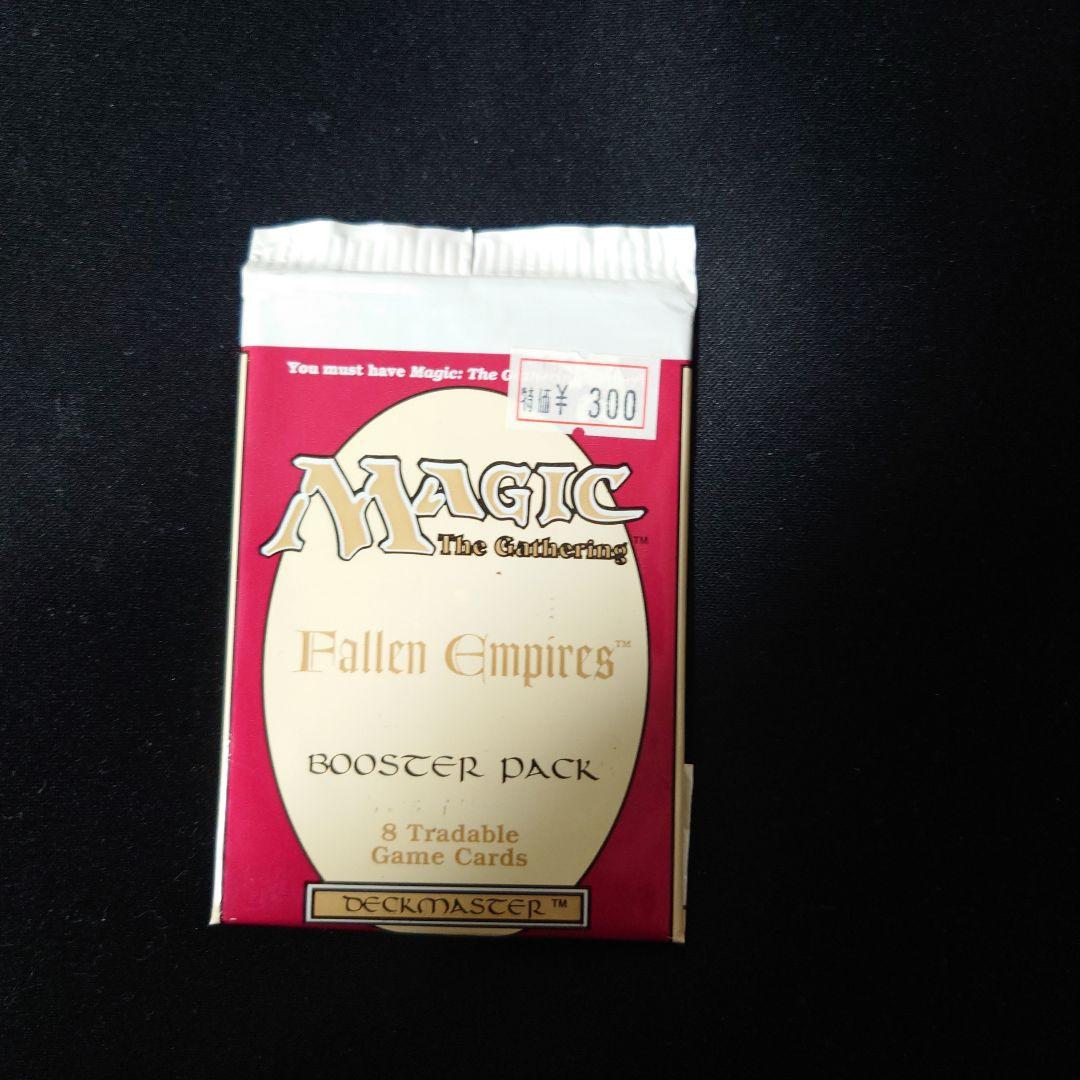 You must have Magic: The G
特価¥ 300
MAGIC
The Gathering™
Fallen Empires™
BOOSTER PACK
8 Tradable
Game Cards
DECKMASTER™